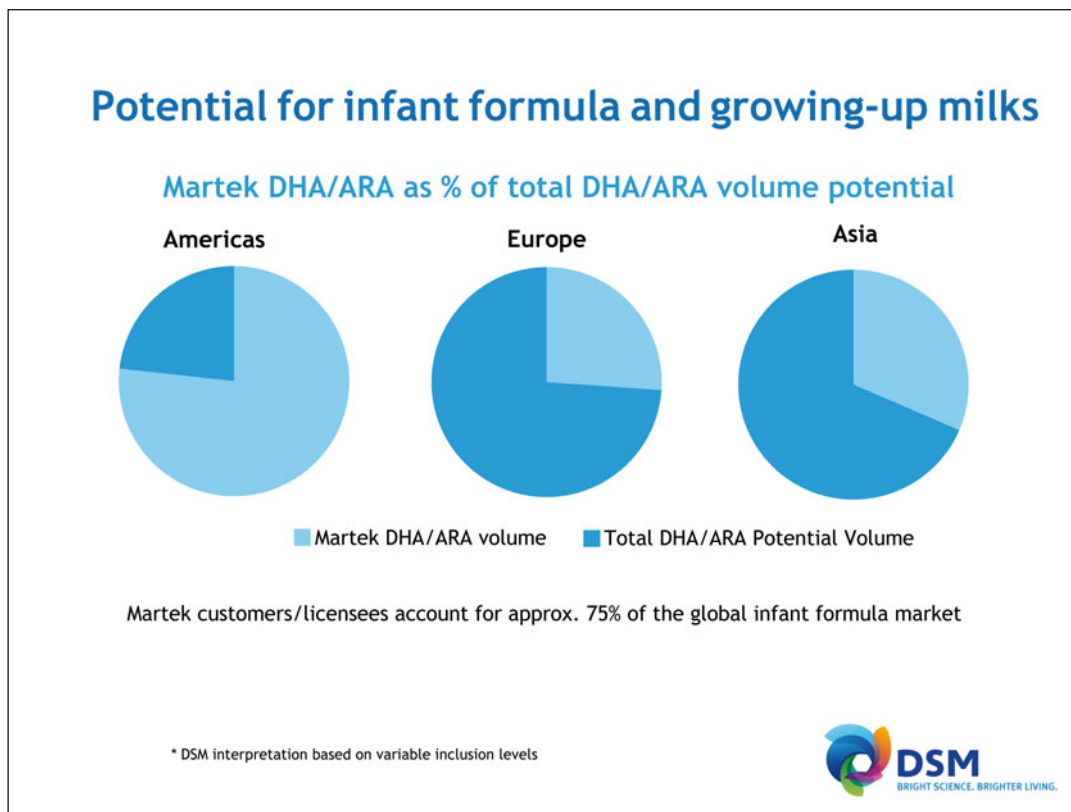 Potential for infant formula and growing-up milks
Martek DHA/ARA as % of total DHA/ARA volume potential
Americas
Europe
Asia
Martek DHA/ARA volume
Total DHA/ARA Potential Volume
Martek customers/licensees account for approx. 75% of the global infant formula market
* DSM interpretation based on variable inclusion levels
DSM
BRIGHT SCIENCE. BRIGHTER LIVING.